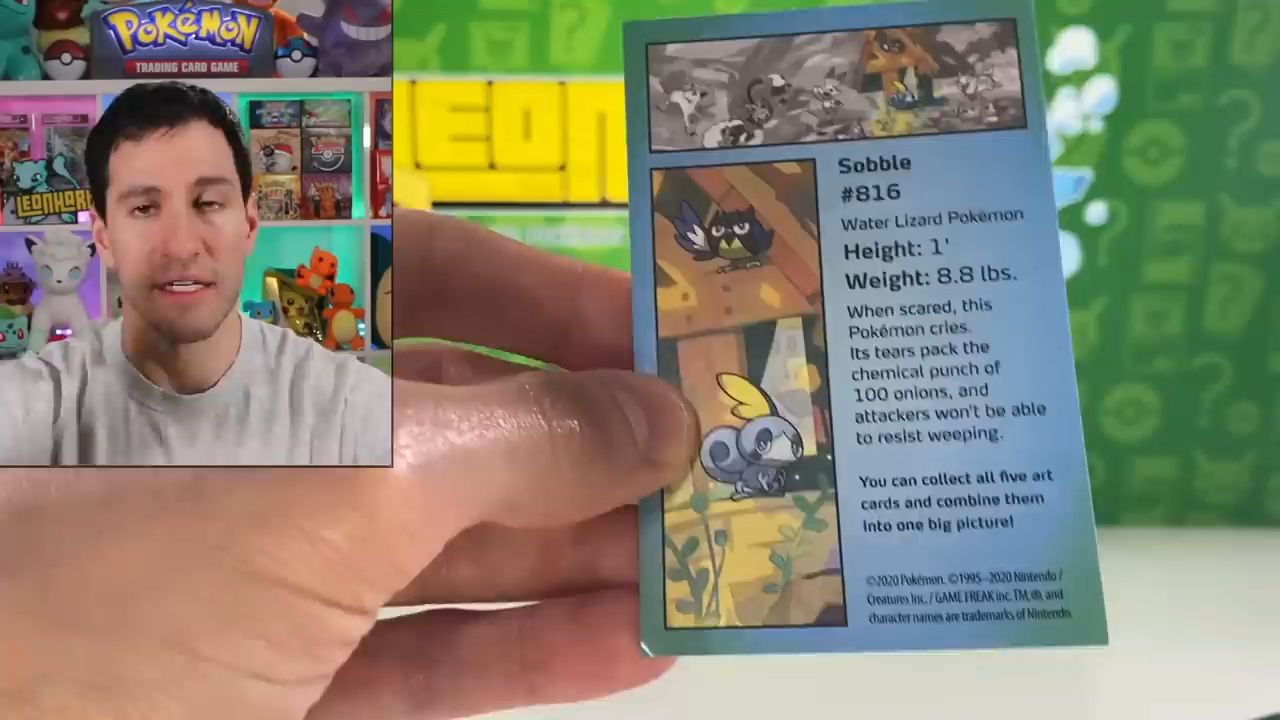 POKÉMON
TRADING CARD GAME
LEONHART
LEON
Sobble
#816
Water Lizard Pokémon
Height: 1'
Weight: 8.8 lbs.
When scared, this
Pokémon cries.
Its tears pack the
chemical punch of
100 onions, and
attackers won't be able
to resist weeping.
You can collect all five art
cards and combine them
into one big picture!
©2020 Pokémon. ©1995–2020 Nintendo /
Creatures Inc. / GAME FREAK inc. TM, ®, and
character names are trademarks of Nintendo.